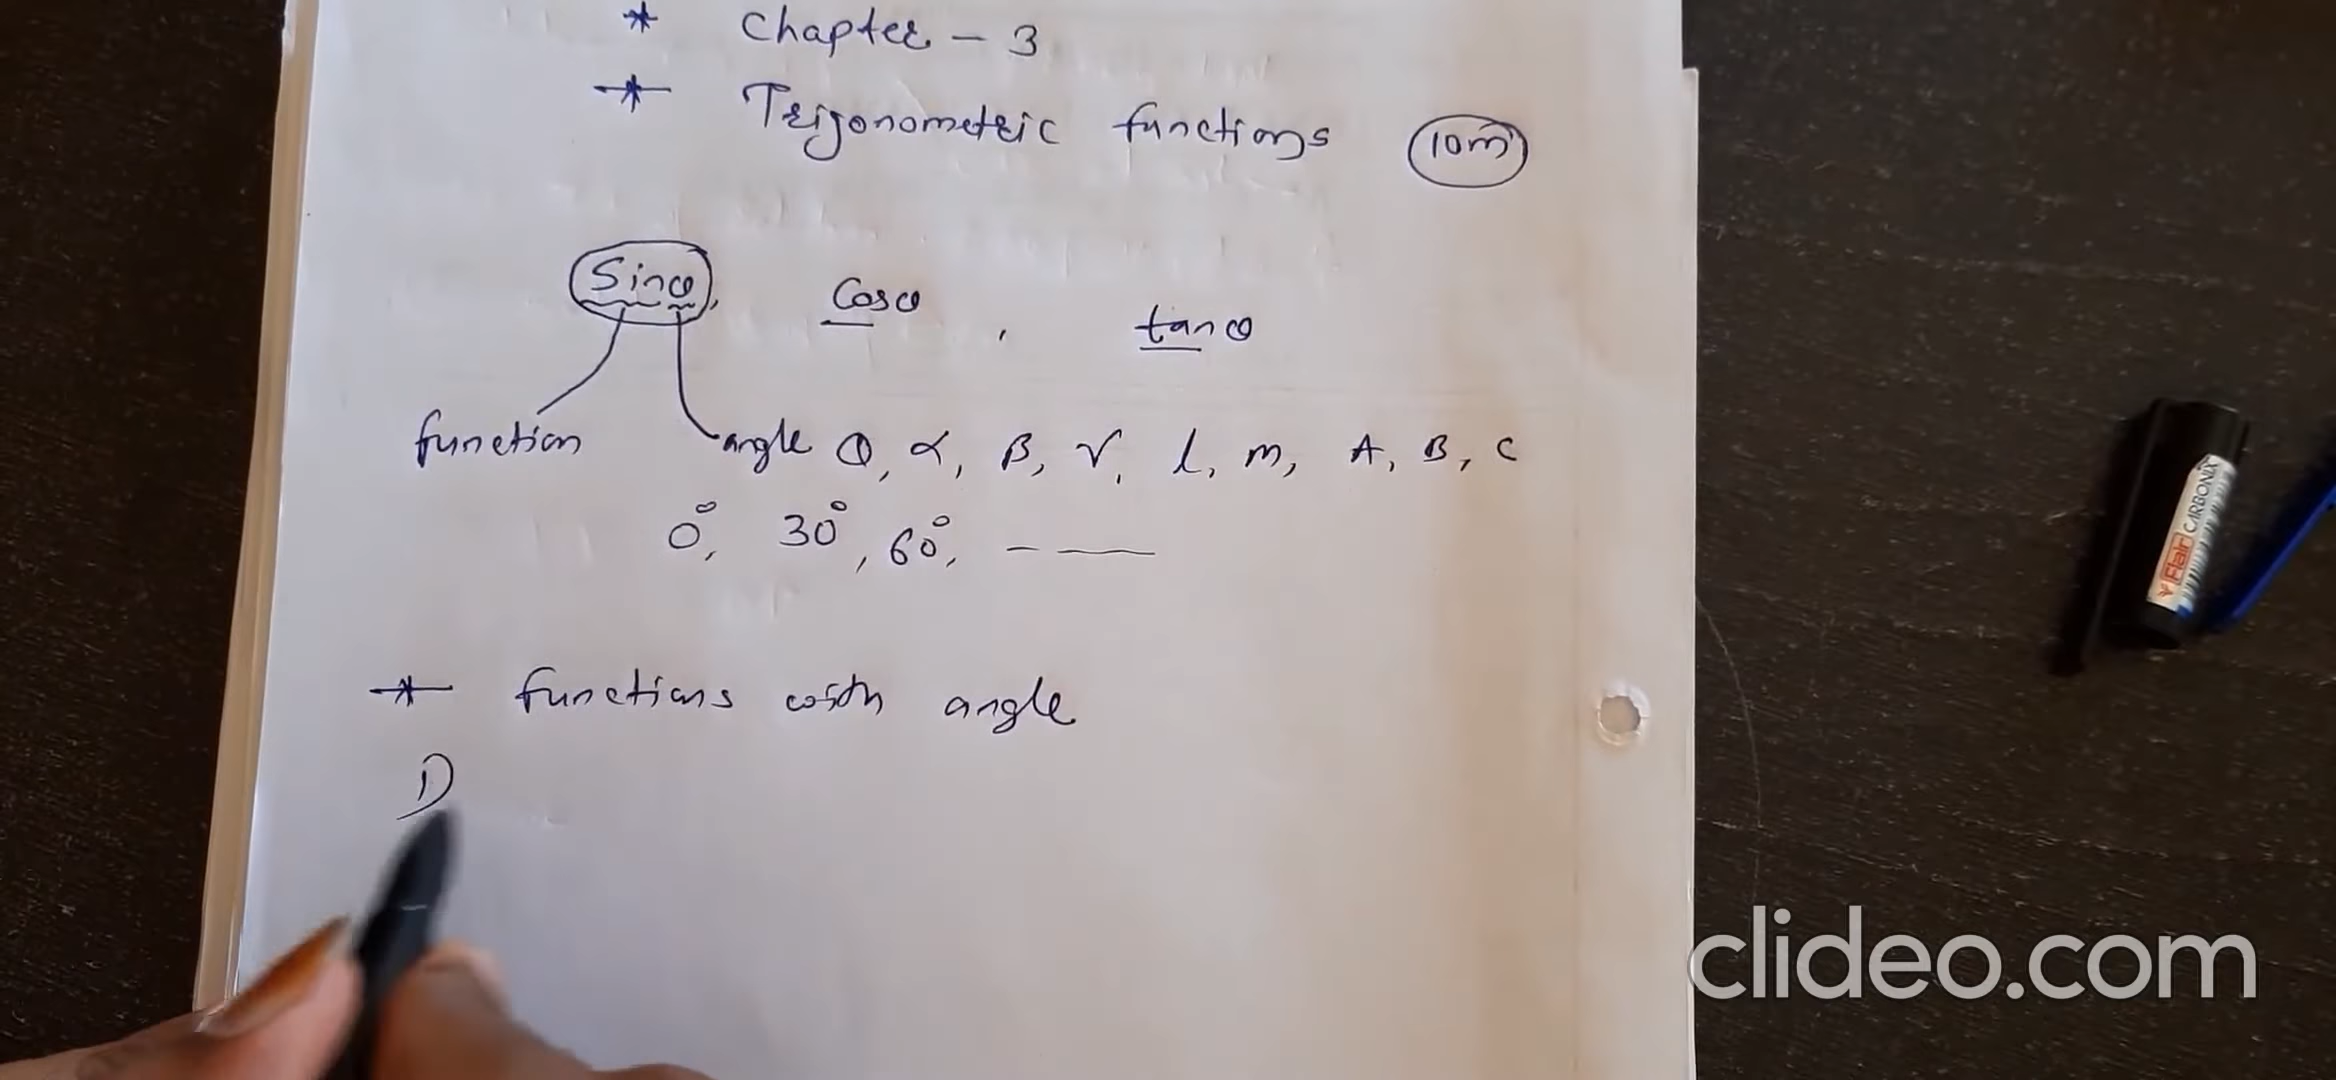 * Chapter - 3
* Trigonometric functions 10m
Sinθ, Cosθ, tanθ
function angle θ, α, β, γ, l, m, A, B, C
0°, 30°, 60°, - —
* functions with angle
1)
Flair CARBONIX
clideo.com